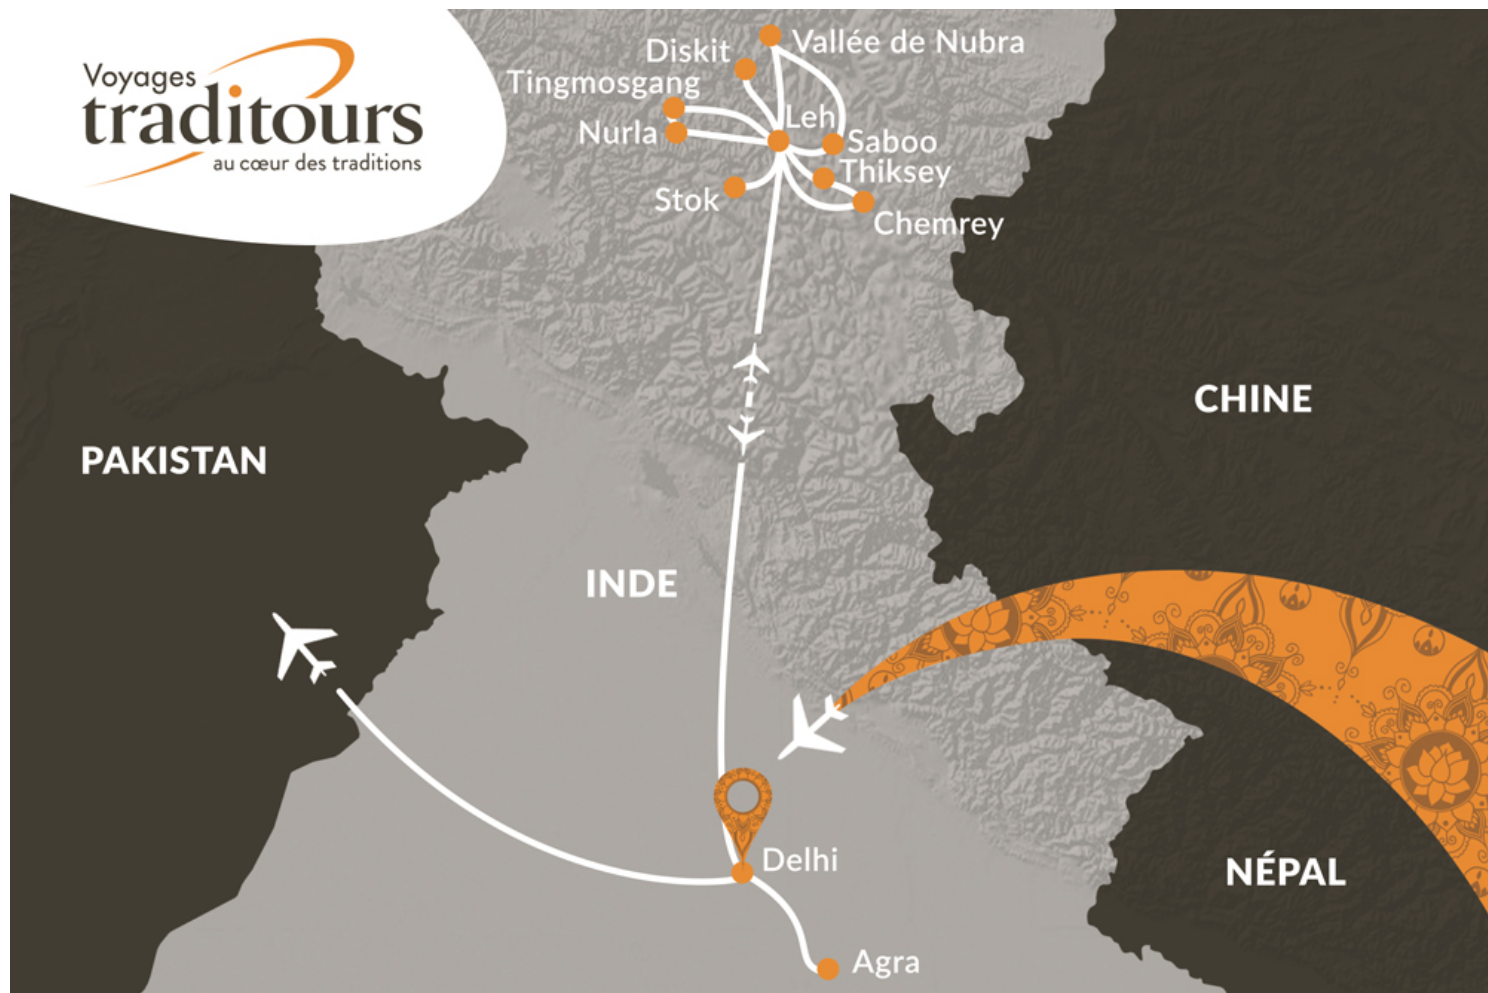 Voyages
traditours
au cœur des traditions
Vallée de Nubra
Diskit
Tingmosgang
Leh
Nurla
Saboo
Thiksey
Stok
Chemrey
CHINE
PAKISTAN
INDE
Delhi
NÉPAL
Agra